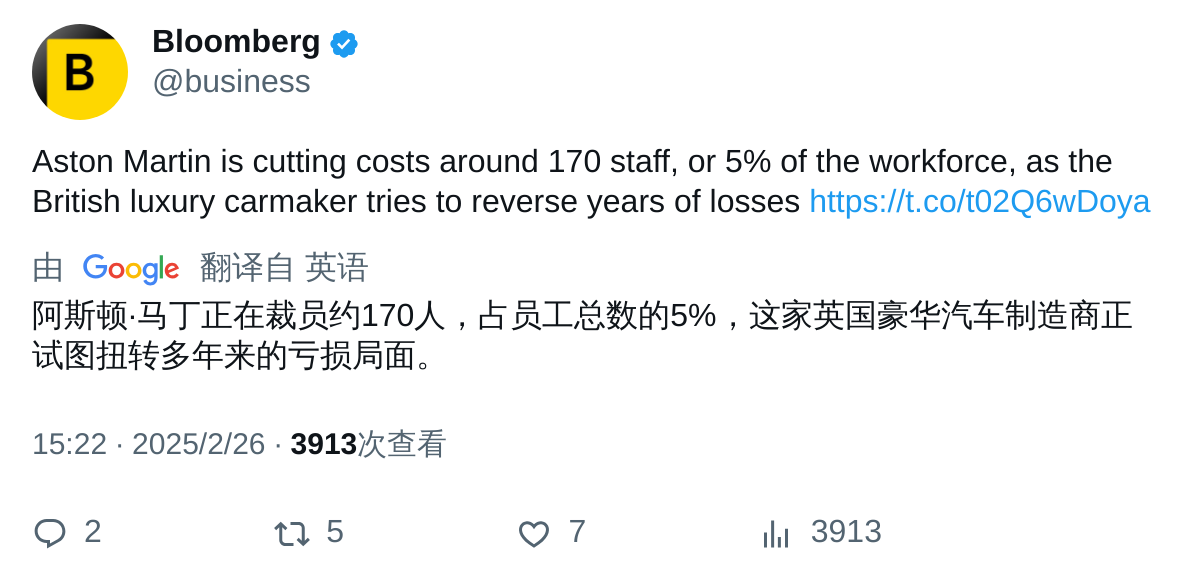 B
Bloomberg
@business
Aston Martin is cutting costs around 170 staff, or 5% of the workforce, as the
British luxury carmaker tries to reverse years of losses https://t.co/t02Q6wDoya
由 Google 翻译自 英语
阿斯顿·马丁正在裁员约170人，占员工总数的5%，这家英国豪华汽车制造商正
试图扭转多年来的亏损局面。
15:22 · 2025/2/26 · 3913次查看
2 5 7 3913